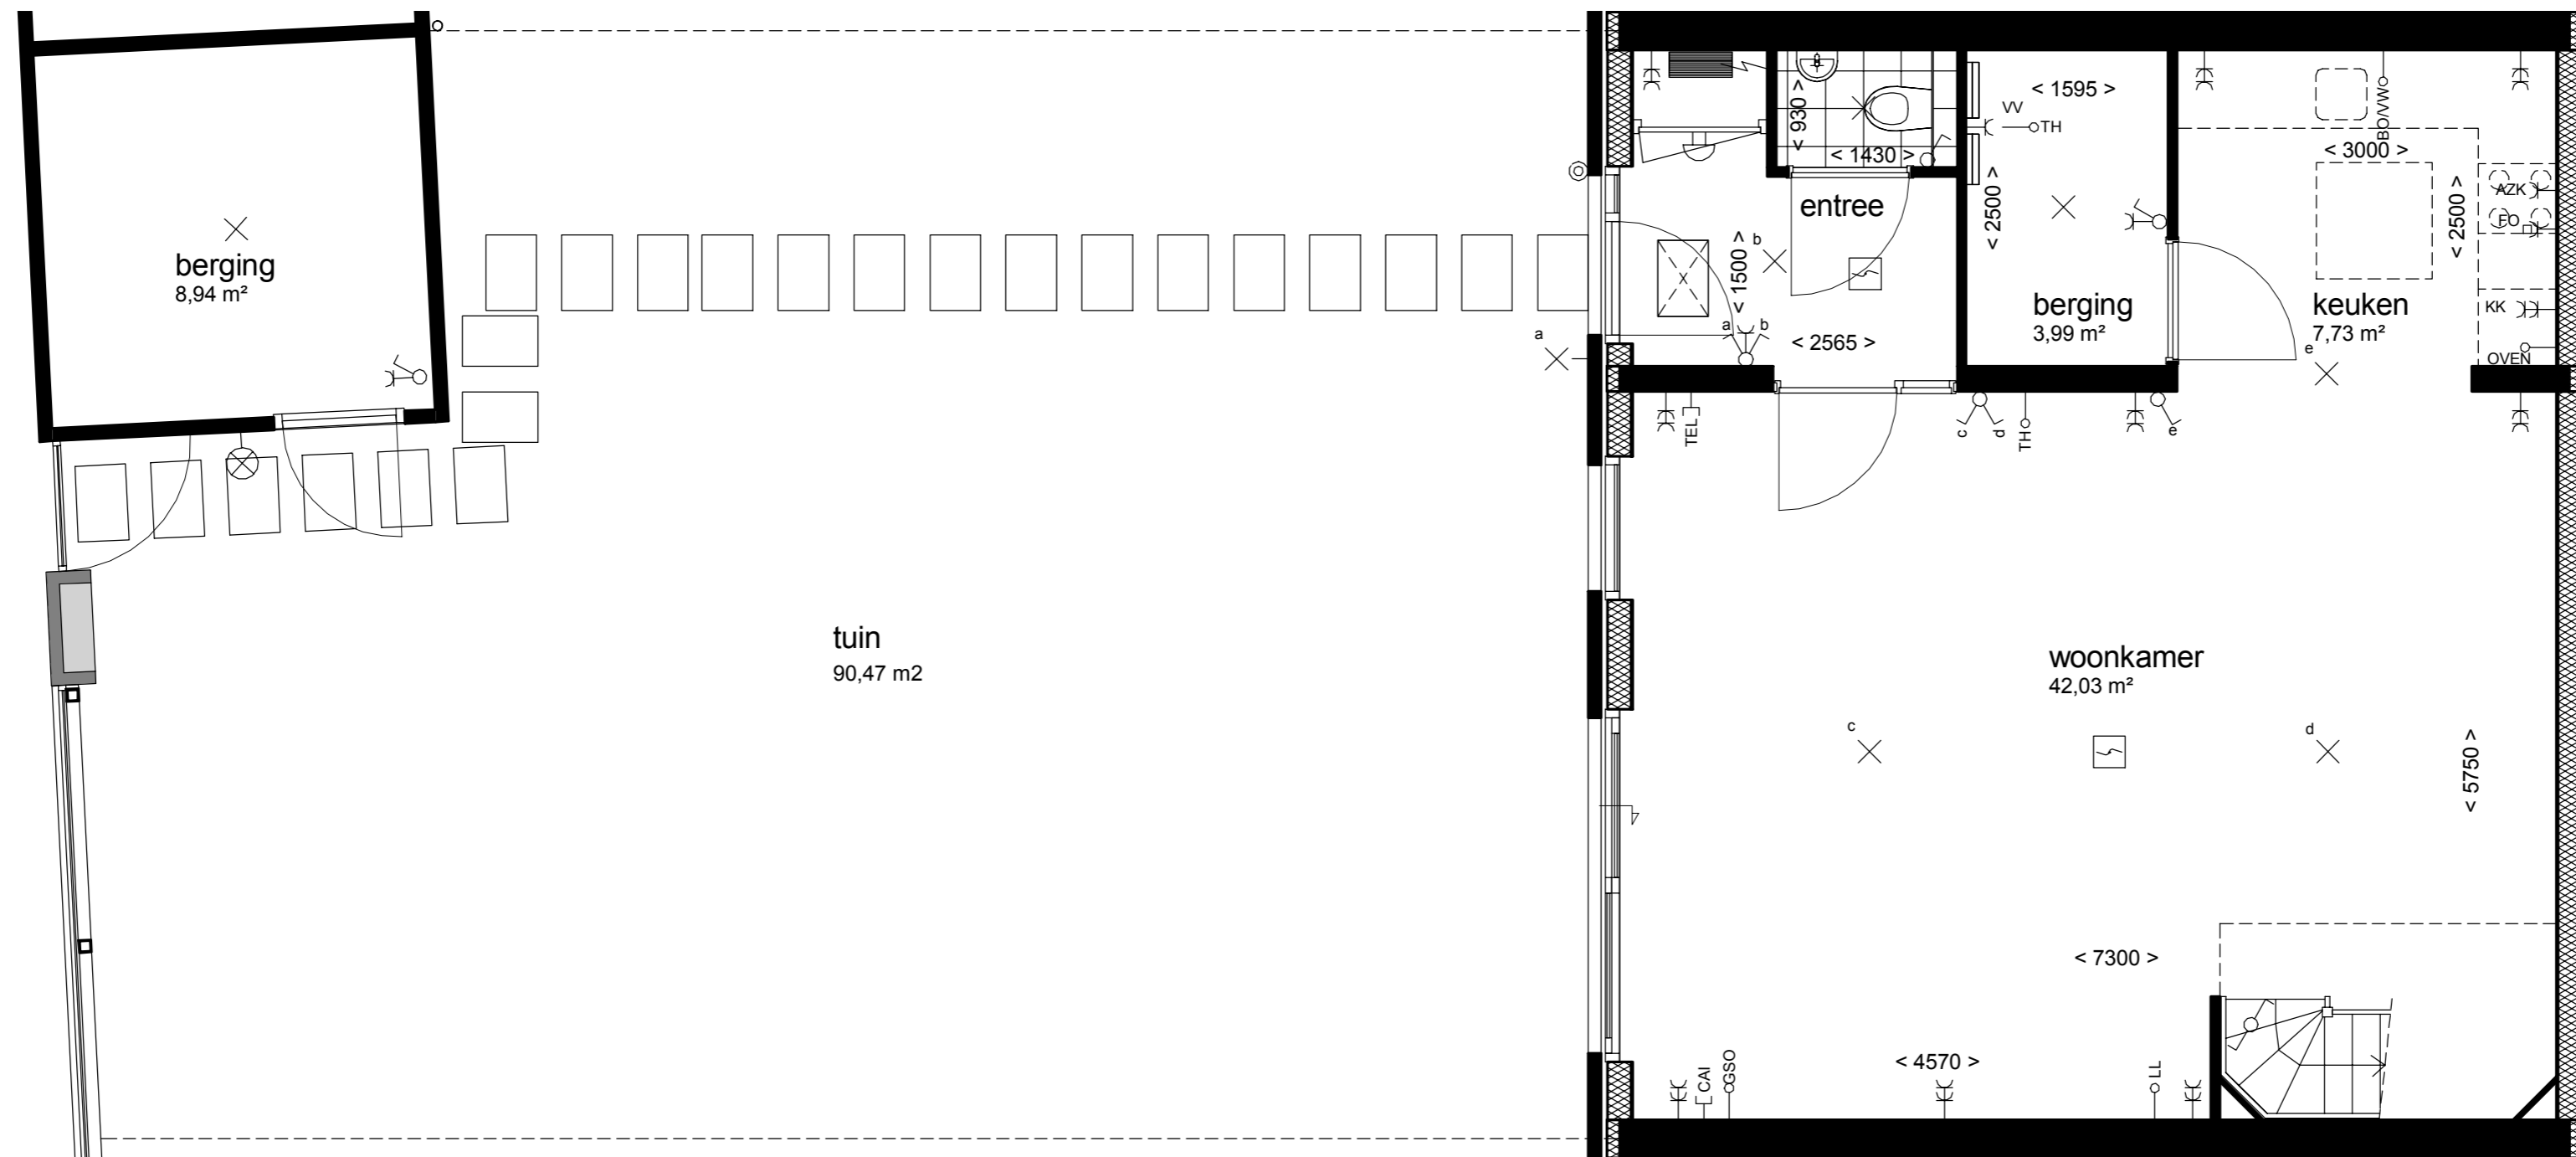 berging
8,94 m²
tuin
90,47 m2
a
< 930 >
< 1430 >
entree
b
< 1500 >
a
b
< 2565 >
VV
TH
< 1595 >
< 2500 >
berging
3,99 m²
BO/VW
< 3000 >
< 2500 >
AZK
FO
KK
OVEN
keuken
7,73 m²
e
TEL
c
d
TH
e
woonkamer
42,03 m²
c
d
< 5750 >
< 7300 >
< 4570 >
CAI
GSO
LL